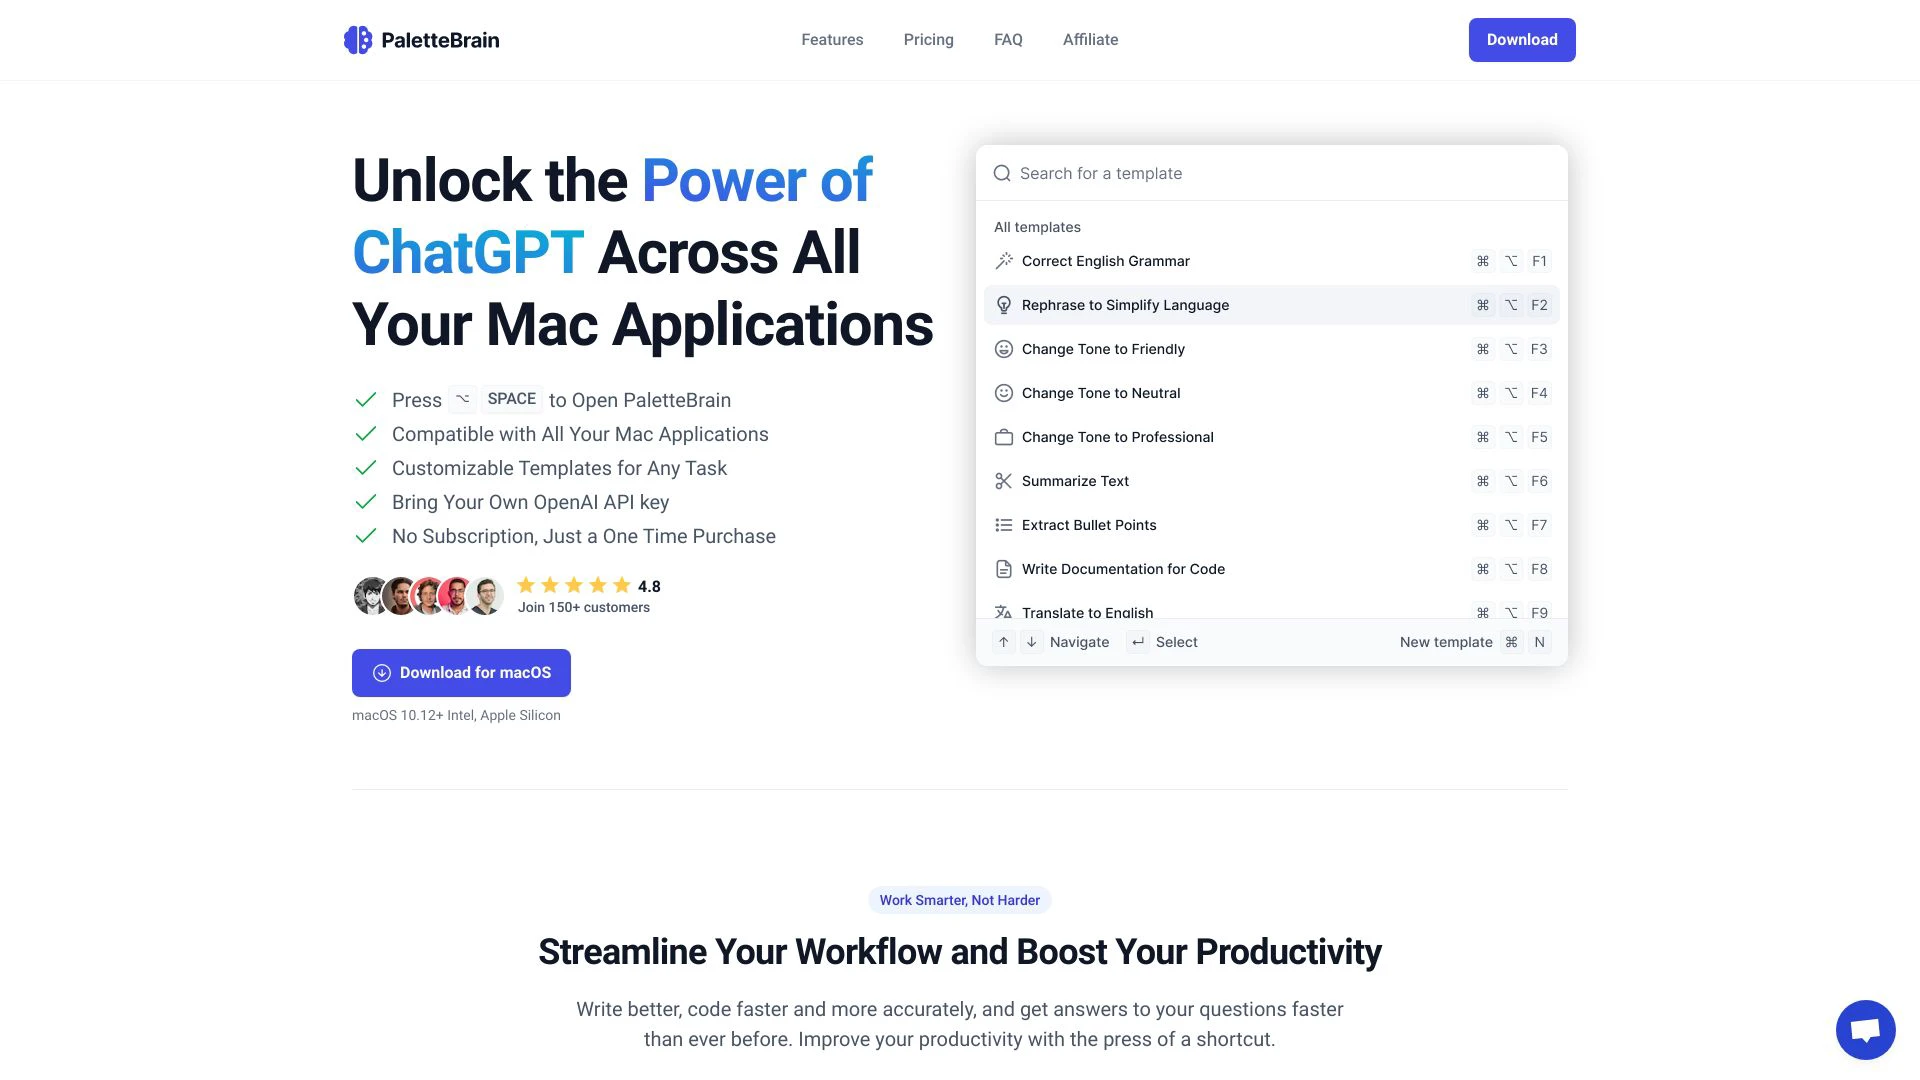 PaletteBrain
Features
Pricing
FAQ
Affiliate
Download
Unlock the Power of
ChatGPT Across All
Your Mac Applications
Press ⌥ SPACE to Open PaletteBrain
Compatible with All Your Mac Applications
Customizable Templates for Any Task
Bring Your Own OpenAI API key
No Subscription, Just a One Time Purchase
4.8
Join 150+ customers
Download for macOS
macOS 10.12+ Intel, Apple Silicon
Search for a template
All templates
Correct English Grammar ⌘ ⌥ F1
Rephrase to Simplify Language ⌘ ⌥ F2
Change Tone to Friendly ⌘ ⌥ F3
Change Tone to Neutral ⌘ ⌥ F4
Change Tone to Professional ⌘ ⌥ F5
Summarize Text ⌘ ⌥ F6
Extract Bullet Points ⌘ ⌥ F7
Write Documentation for Code ⌘ ⌥ F8
Translate to English ⌘ ⌥ F9
↑ ↓ Navigate ↵ Select New template ⌘ N
Work Smarter, Not Harder
Streamline Your Workflow and Boost Your Productivity
Write better, code faster and more accurately, and get answers to your questions faster
than ever before. Improve your productivity with the press of a shortcut.